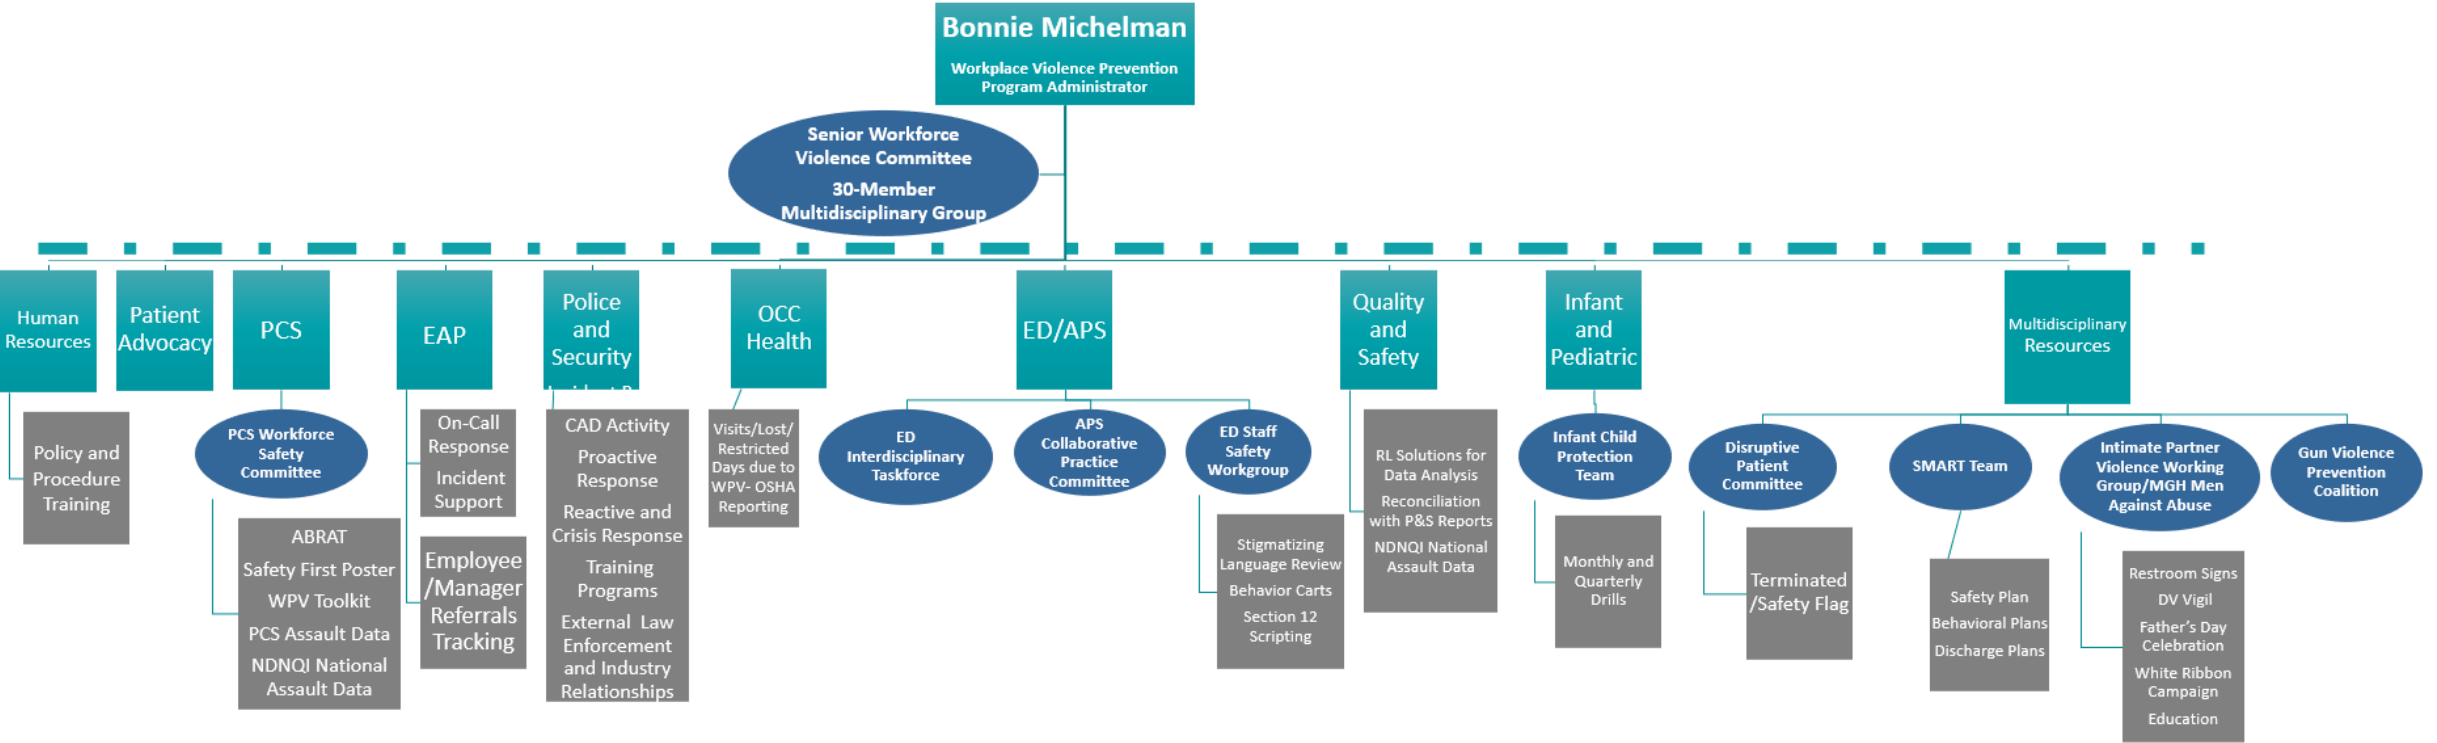 Bonnie Michelman
Workplace Violence Prevention
Program Administrator
Senior Workforce
Violence Committee
30-Member
Multidisciplinary Group
Human
Resources
Patient
Advocacy
PCS
EAP
Police
and
Security
OCC
Health
ED/APS
Quality
and
Safety
Infant
and
Pediatric
Multidisciplinary
Resources
Policy and
Procedure
Training
PCS Workforce
Safety
Committee
ABRAT
Safety First Poster
WPV Toolkit
PCS Assault Data
NDNQI National
Assault Data
On-Call
Response
Incident
Support
Employee
/Manager
Referrals
Tracking
CAD Activity
Proactive
Response
Reactive and
Crisis Response
Training
Programs
External Law
Enforcement
and Industry
Relationships
Visits/Lost/
Restricted
Days due to
WPV- OSHA
Reporting
ED
Interdisciplinary
Taskforce
APS
Collaborative
Practice
Committee
ED Staff
Safety
Workgroup
Stigmatizing
Language Review
Behavior Carts
Section 12
Scripting
RL Solutions for
Data Analysis
Reconciliation
with P&S Reports
NDNQI National
Assault Data
Infant Child
Protection
Team
Monthly and
Quarterly
Drills
Disruptive
Patient
Committee
Terminated
/Safety Flag
SMART Team
Safety Plan
Behavioral Plans
Discharge Plans
Intimate Partner
Violence Working
Group/MGH Men
Against Abuse
Restroom Signs
DV Vigil
Father's Day
Celebration
White Ribbon
Campaign
Education
Gun Violence
Prevention
Coalition